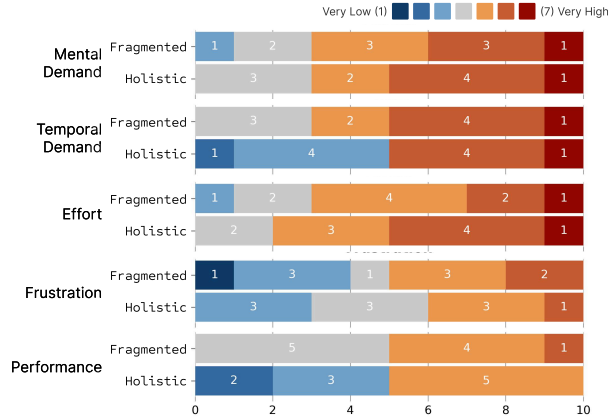 Very Low (1) (7) Very High
Mental
Demand
Fragmented 1 2 3 3 1
Holistic 3 2 4 1
Temporal
Demand
Fragmented 3 2 4 1
Holistic 1 4 4 1
Effort
Fragmented 1 2 4 2 1
Holistic 2 3 4 1
Frustration
Fragmented 1 3 1 3 2
Holistic 3 3 3 1
Performance
Fragmented 5 4 1
Holistic 2 3 5
0 2 4 6 8 10